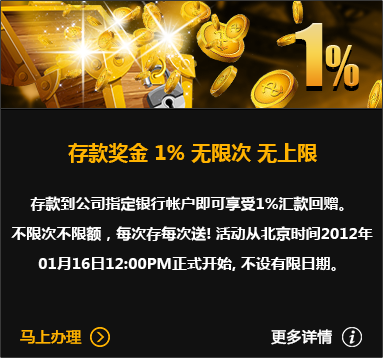 1%
存款奖金 1% 无限次 无上限
存款到公司指定银行帐户即可享受1%汇款回赠。
不限次不限额，每次存每次送! 活动从北京时间2012年
01月16日12:00PM正式开始, 不设有限日期。
马上办理
更多详情